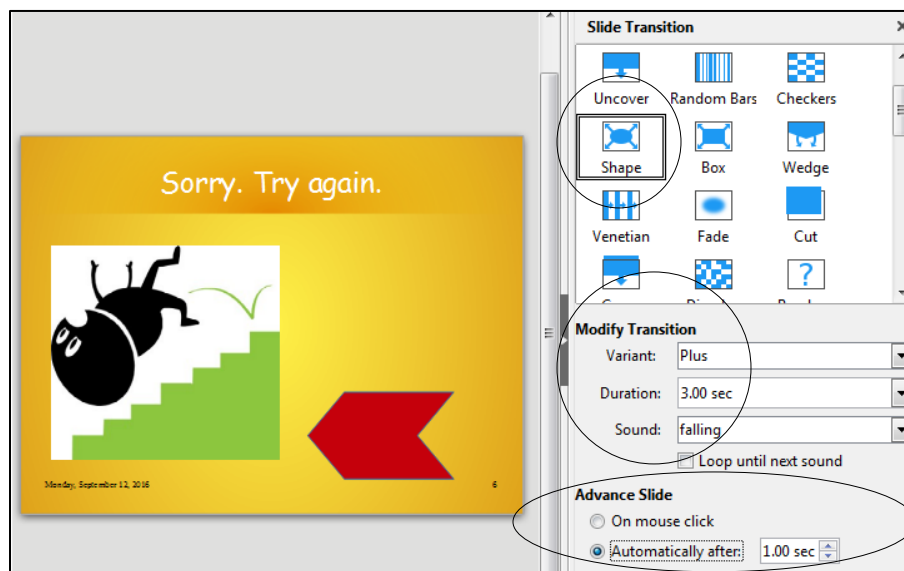 Slide Transition
Uncover Random Bars Checkers
Shape Box Wedge
Venetian Fade Cut
?
Sorry. Try again.
Monday, September 12, 2016 6
Modify Transition
Variant: Plus
Duration: 3.00 sec
Sound: falling
Loop until next sound
Advance Slide
On mouse click
Automatically after: 1.00 sec